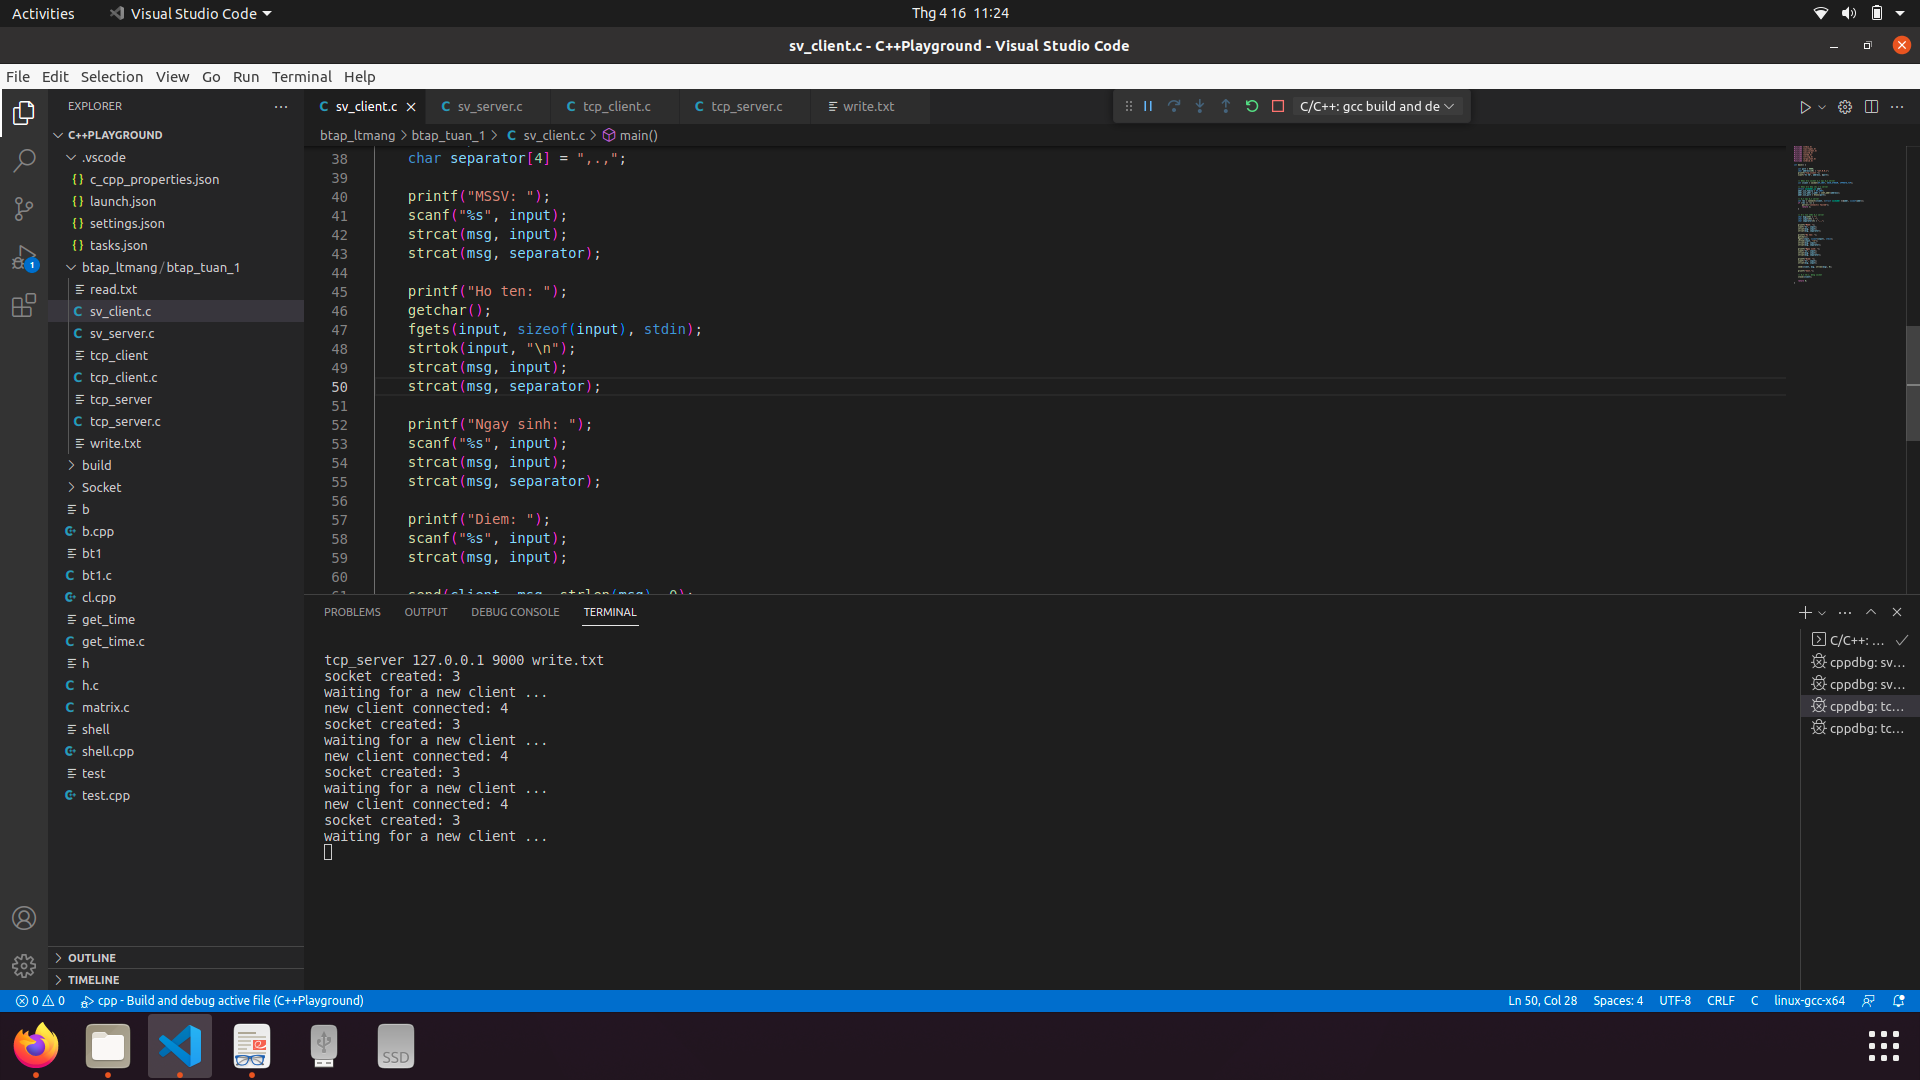 Activities
Visual Studio Code
Thg 4 16 11:24
sv_client.c - C++Playground - Visual Studio Code
File Edit Selection View Go Run Terminal Help
EXPLORER
C++PLAYGROUND
.vscode
c_cpp_properties.json
launch.json
settings.json
tasks.json
btap_ltmang / btap_tuan_1
read.txt
sv_client.c
sv_server.c
tcp_client
tcp_client.c
tcp_server
tcp_server.c
write.txt
build
Socket
b
b.cpp
bt1
bt1.c
cl.cpp
get_time
get_time.c
h
h.c
matrix.c
shell
shell.cpp
test
test.cpp
OUTLINE
TIMELINE
sv_client.c sv_server.c tcp_client.c tcp_server.c write.txt
C/C++: gcc build and de
btap_ltmang > btap_tuan_1 > C sv_client.c > main()
38 char separator[4] = ",.,";
39
40 printf("MSSV: ");
41 scanf("%s", input);
42 strcat(msg, input);
43 strcat(msg, separator);
44
45 printf("Ho ten: ");
46 getchar();
47 fgets(input, sizeof(input), stdin);
48 strtok(input, "\n");
49 strcat(msg, input);
50 strcat(msg, separator);
51
52 printf("Ngay sinh: ");
53 scanf("%s", input);
54 strcat(msg, input);
55 strcat(msg, separator);
56
57 printf("Diem: ");
58 scanf("%s", input);
59 strcat(msg, input);
60
61 send(client, msg, strlen(msg), 0);
PROBLEMS OUTPUT DEBUG CONSOLE TERMINAL
tcp_server 127.0.0.1 9000 write.txt
socket created: 3
waiting for a new client ...
new client connected: 4
socket created: 3
waiting for a new client ...
new client connected: 4
socket created: 3
waiting for a new client ...
new client connected: 4
socket created: 3
waiting for a new client ...
C/C++: ...
cppdbg: sv...
cppdbg: sv...
cppdbg: tc...
cppdbg: tc...
0 0 cpp - Build and debug active file (C++Playground)
Ln 50, Col 28 Spaces: 4 UTF-8 CRLF C linux-gcc-x64
SSD